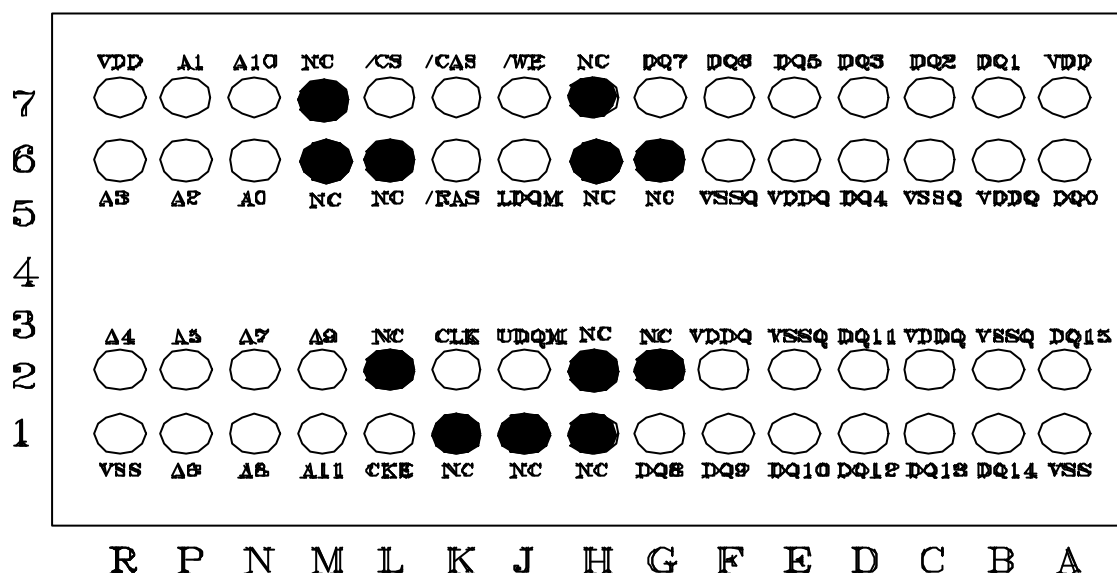 VDD A1 A10 NC /CS /CAS /WE NC DQ7 DQ6 DQ5 DQ3 DQ2 DQ1 VDD
7
6
A3 A2 A0 NC NC /RAS LDQM NC NC VSSQ VDDQ DQ4 VSSQ VDDQ DQ0
5
4
3
A4 A5 A7 A9 NC CLK UDQM NC NC VDDQ VSSQ DQ11 VDDQ VSSQ DQ15
2
1
VSS A6 A8 A11 CKE NC NC NC DQ8 DQ9 DQ10 DQ12 DQ13 DQ14 VSS
R P N M L K J H G F E D C B A